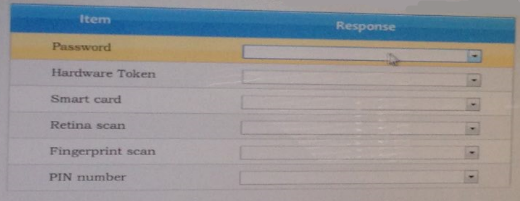 Item Response
Password
Hardware Token
Smart card
Retina scan
Fingerprint scan
PIN number